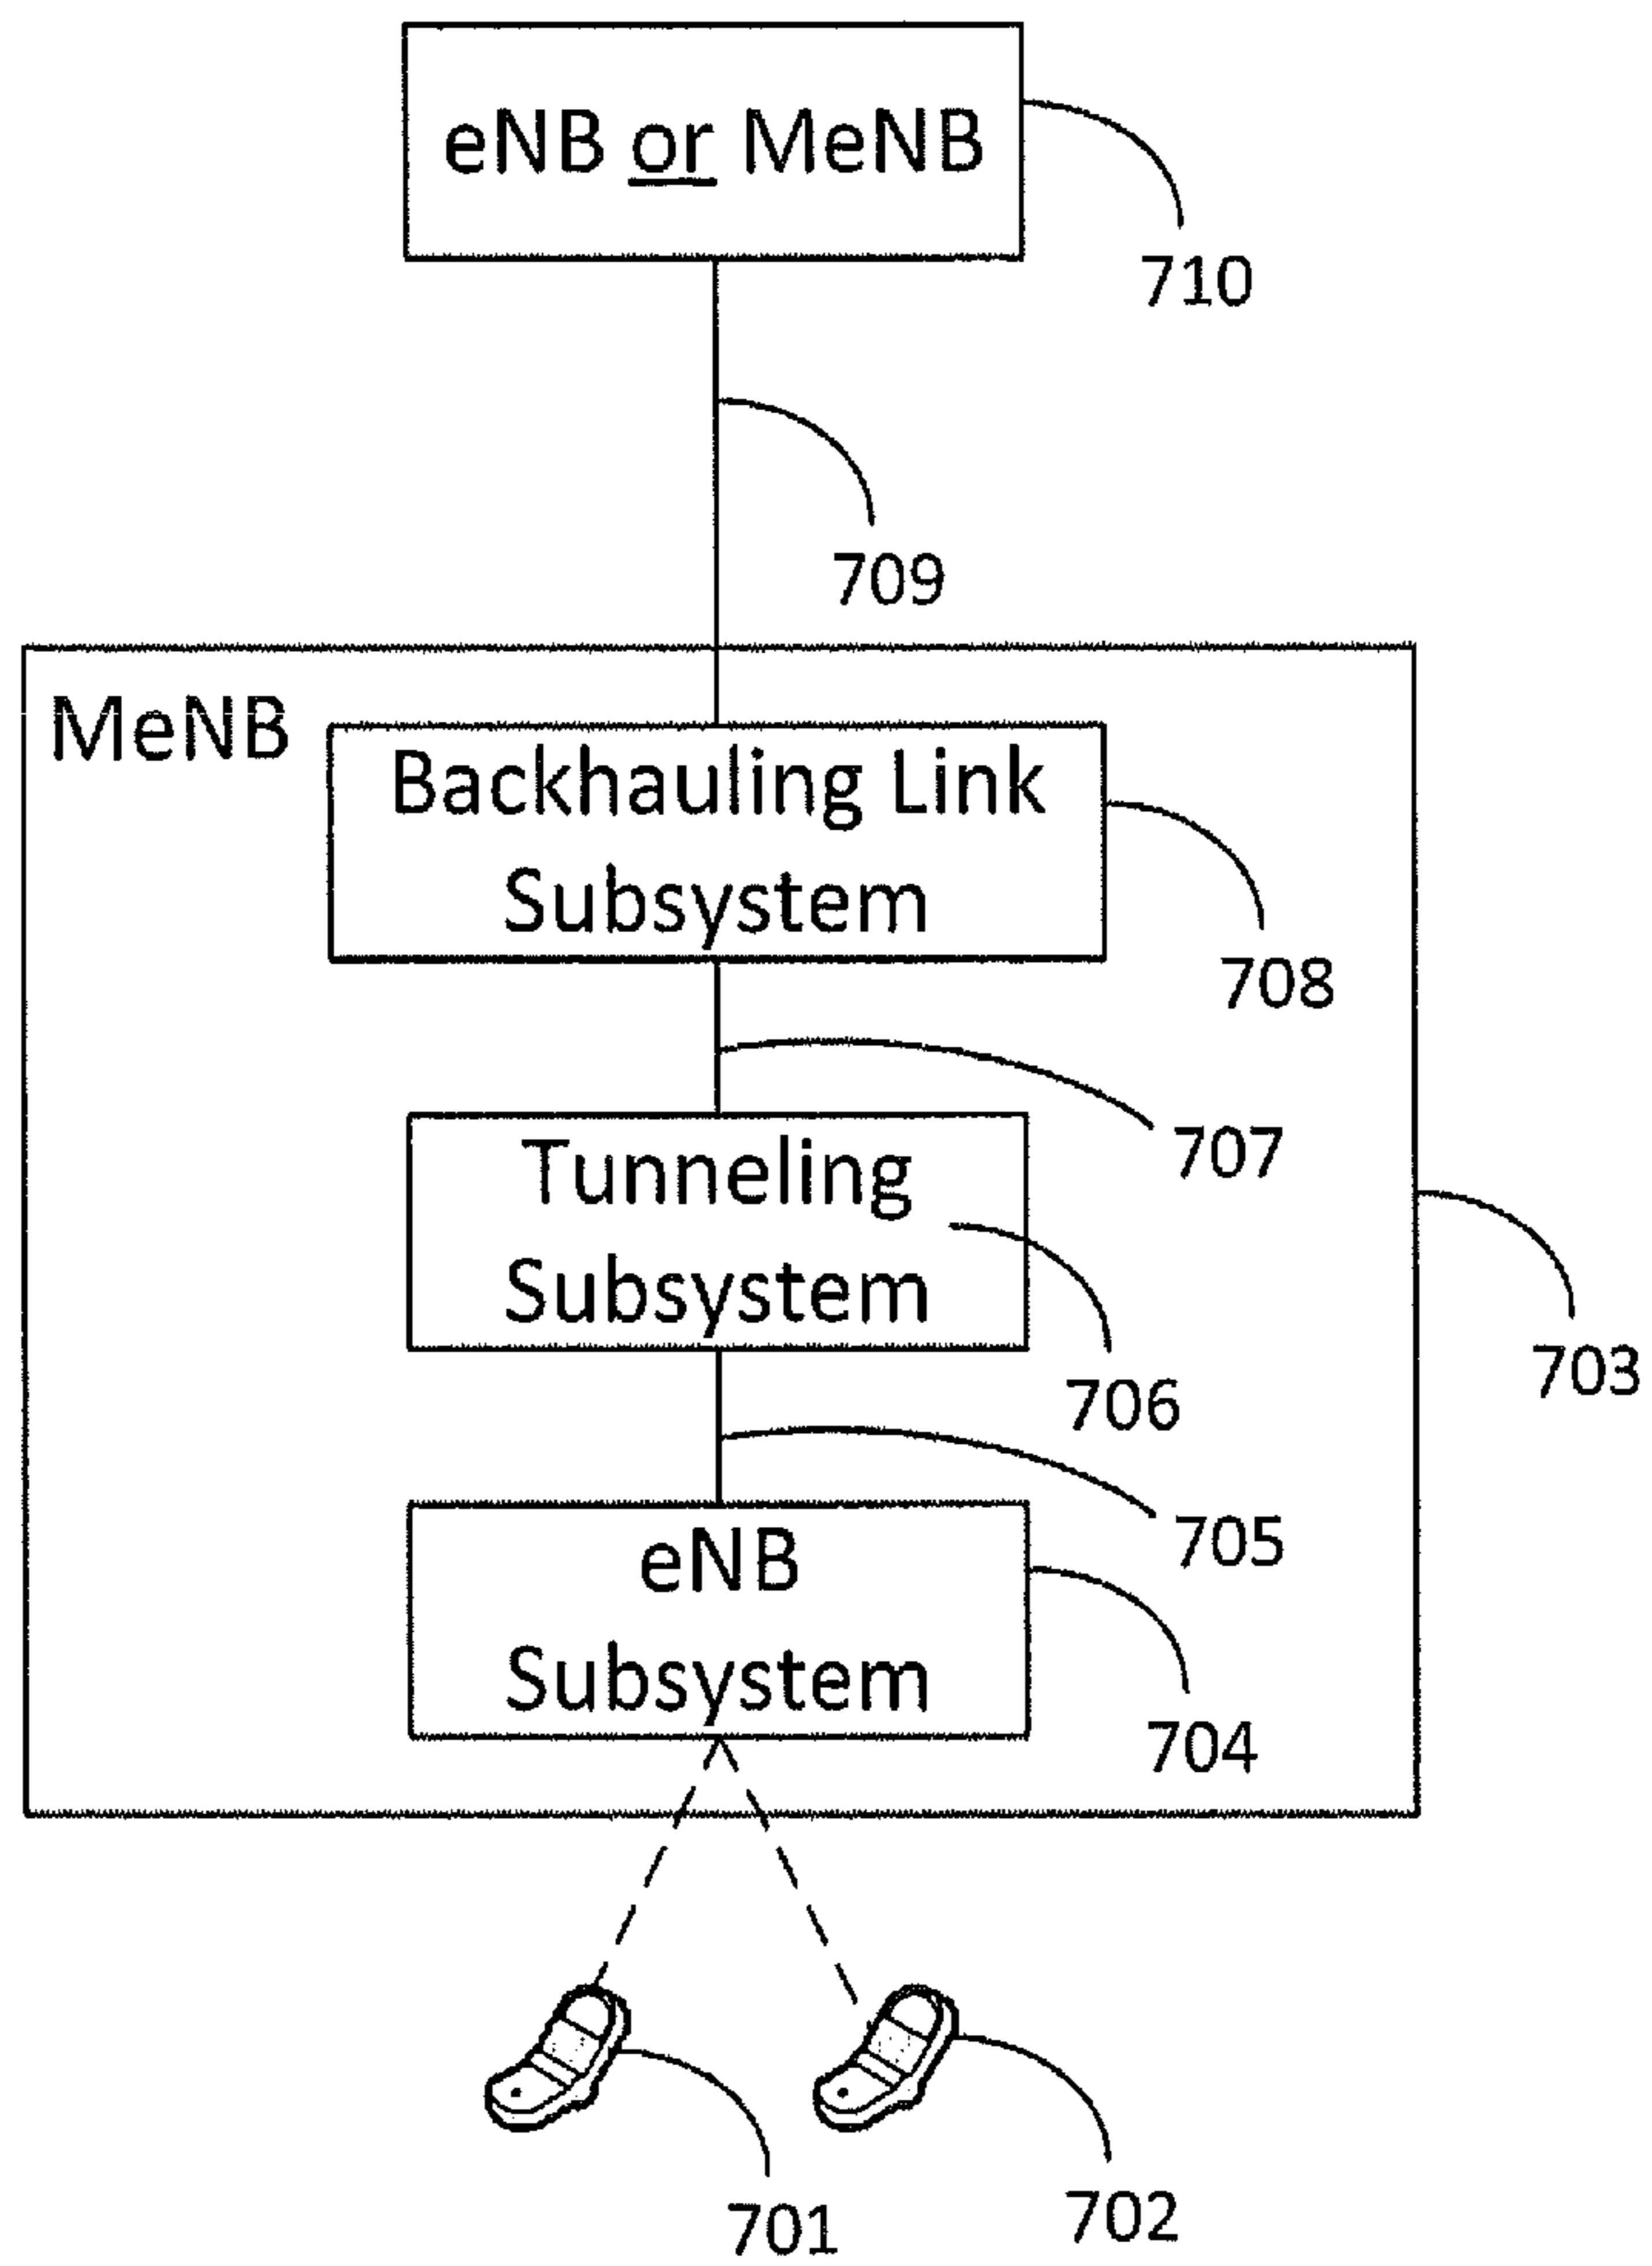 eNB or MeNB
710
709
MeNB
Backhauling Link
Subsystem
708
707
Tunneling
Subsystem
706
703
705
eNB
Subsystem
704
701
702